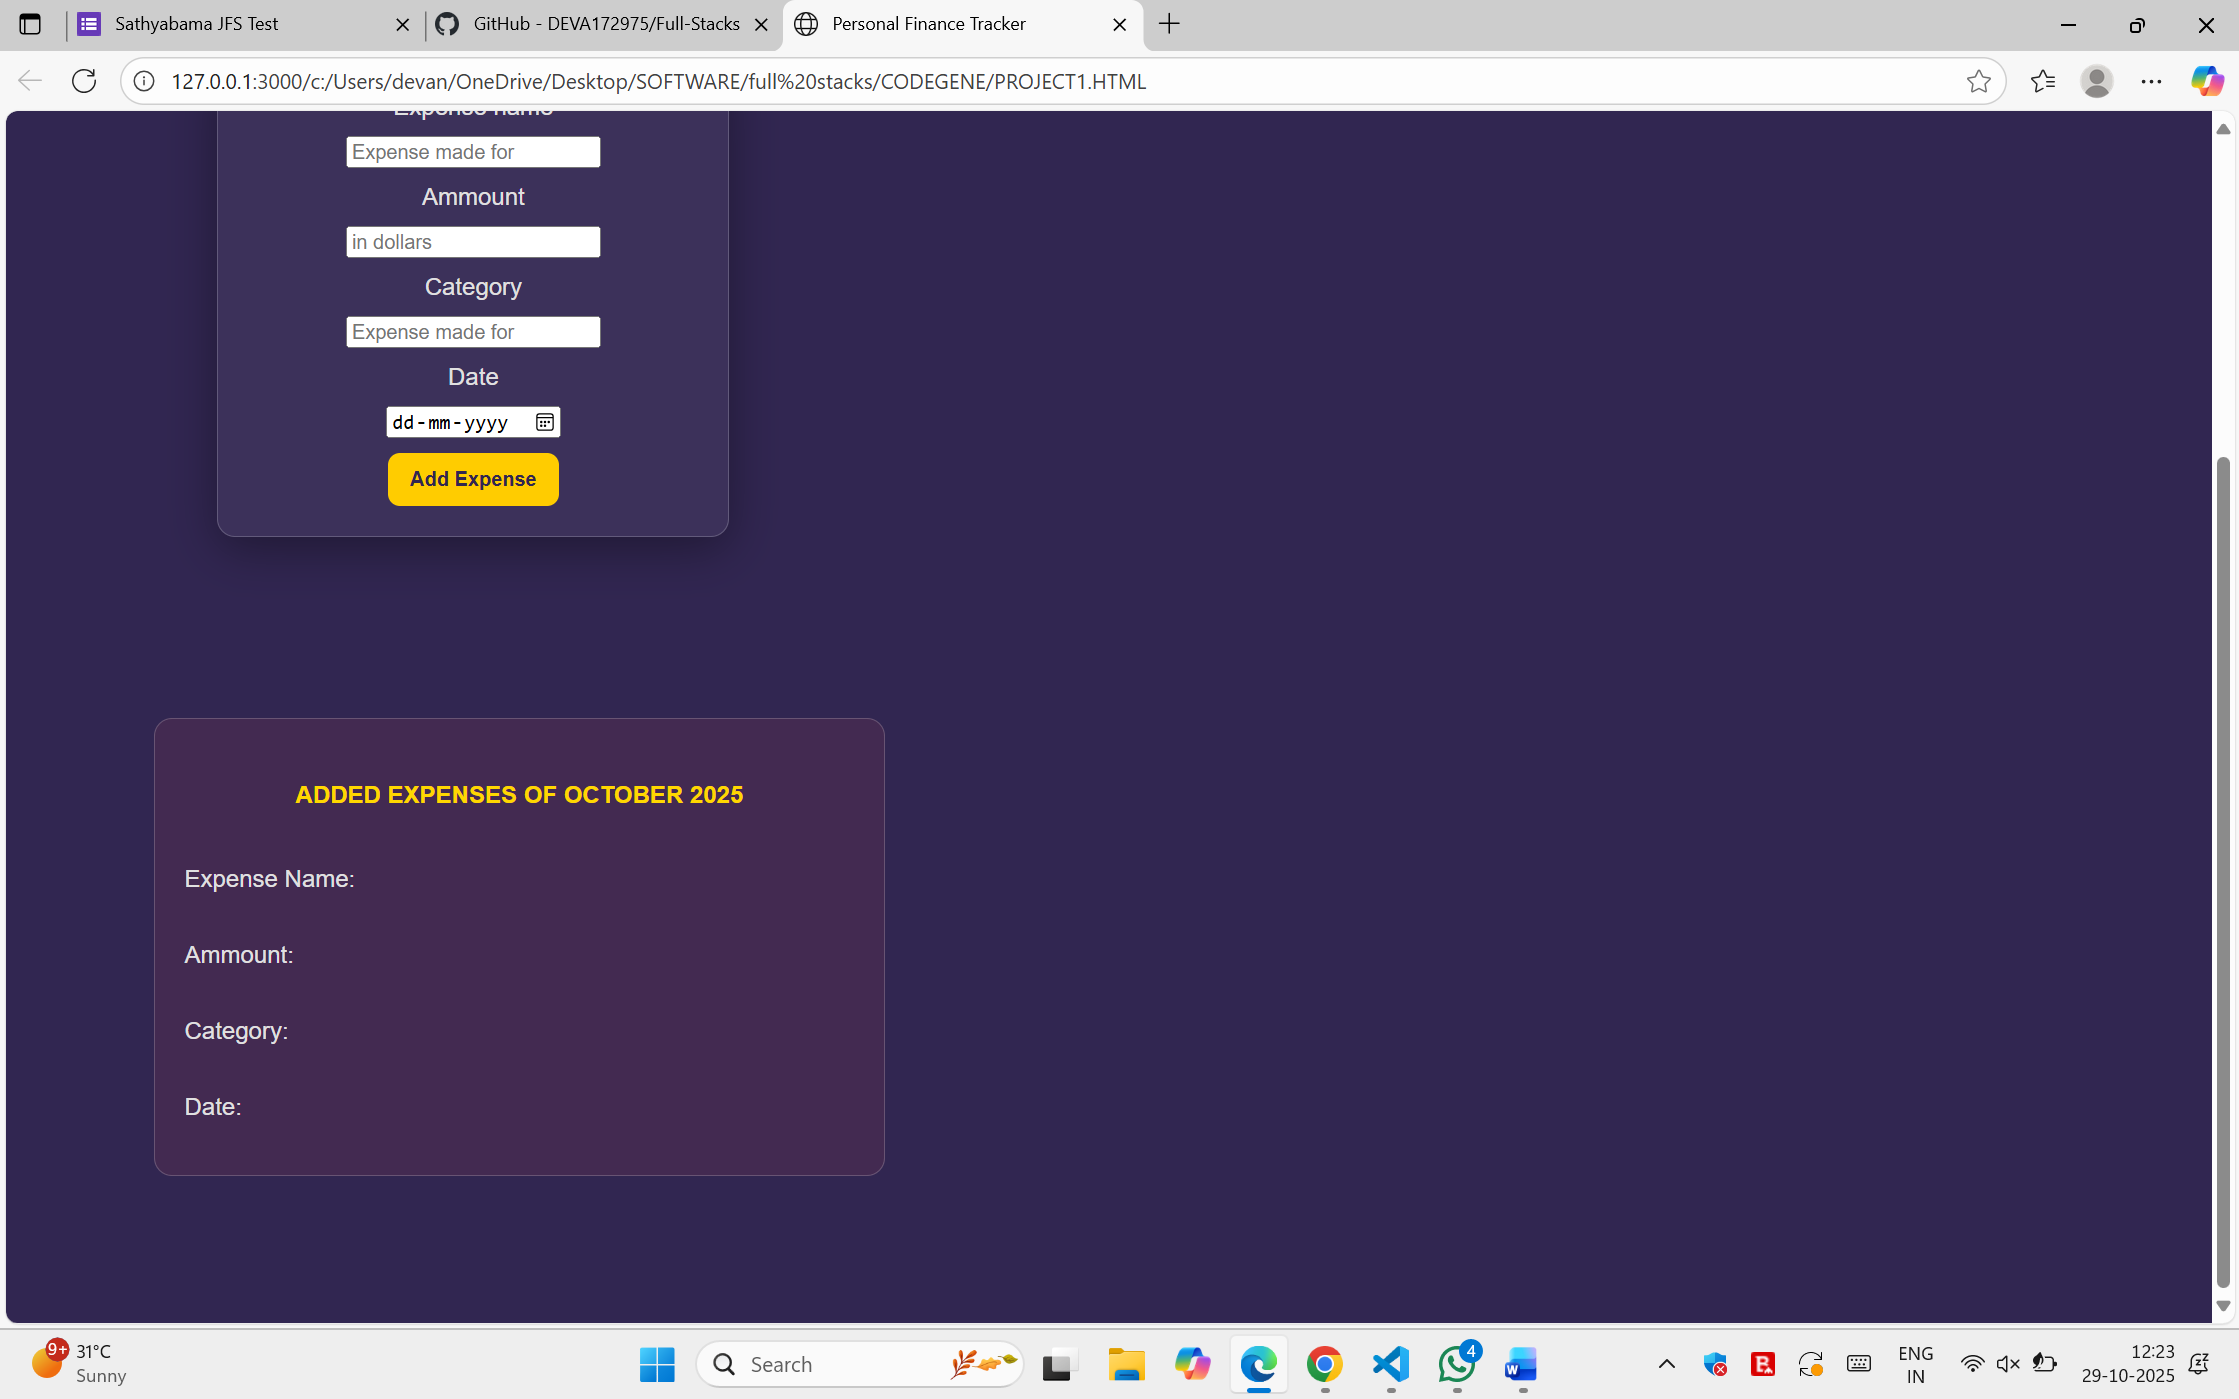 Sathyabama JFS Test
GitHub - DEVA172975/Full-Stacks
Personal Finance Tracker
127.0.0.1:3000/c:/Users/devan/OneDrive/Desktop/SOFTWARE/full%20stacks/CODEGENE/PROJECT1.HTML
Expense name
Expense made for
Ammount
in dollars
Category
Expense made for
Date
dd-mm-yyyy
Add Expense
ADDED EXPENSES OF OCTOBER 2025
Expense Name:
Ammount:
Category:
Date:
9+
31°C
Sunny
Search
4
W
ENG
IN
12:23
29-10-2025